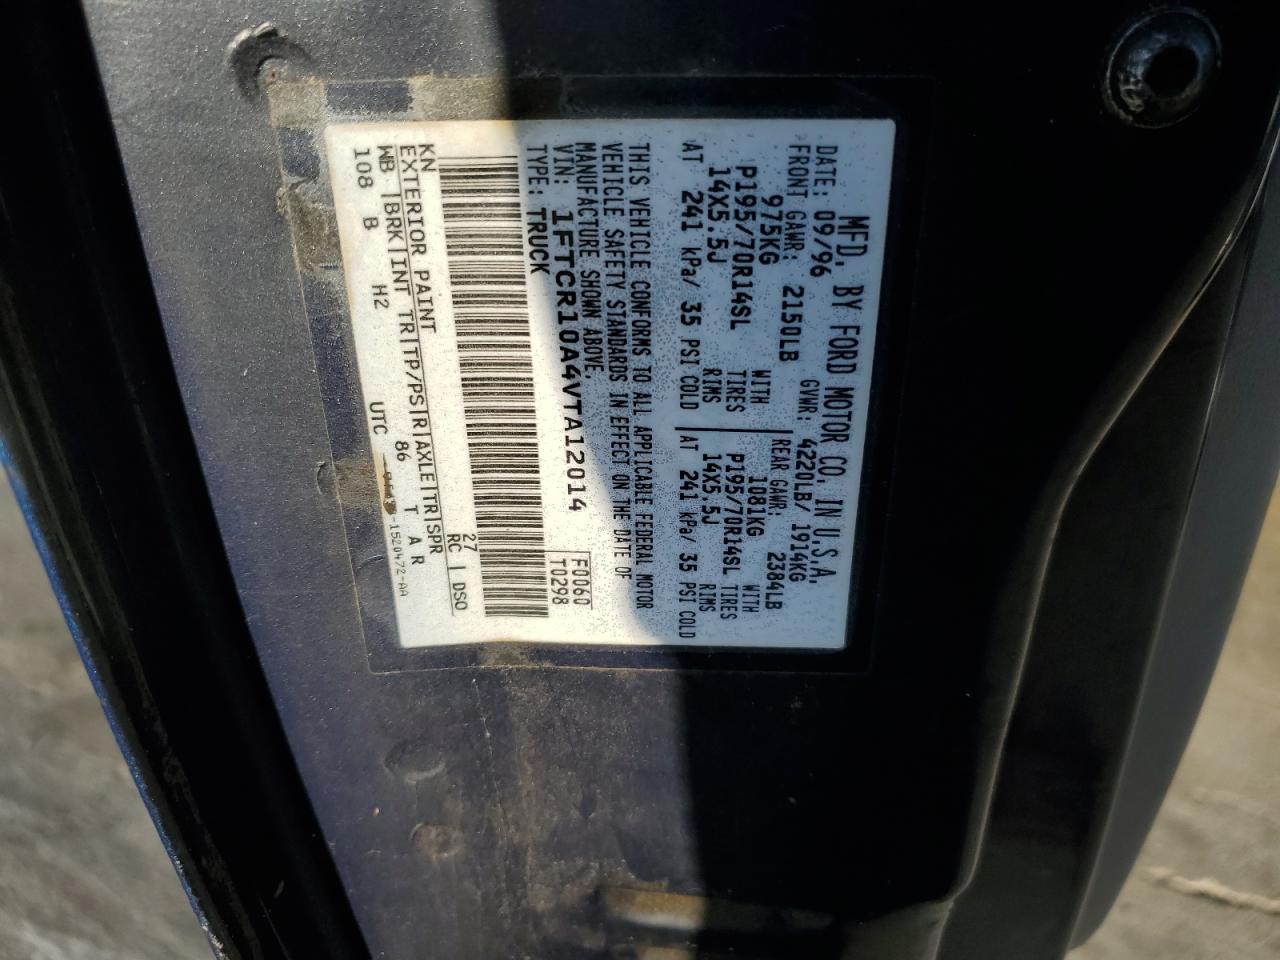 MFD. BY FORD MOTOR CO. IN U.S.A.
DATE: 09/96 GVWR: 4220LB/ 1914KG
FRONT GAWR: 2150LB REAR GAWR: 2384LB
975KG WITH 1081KG WITH
P195/70R14SL TIRES P195/70R14SL TIRES
14X5.5J RIMS 14X5.5J RIMS
AT 241 kPa/ 35 PSI COLD AT 241 kPa/ 35 PSI COLD
THIS VEHICLE CONFORMS TO ALL APPLICABLE FEDERAL MOTOR
VEHICLE SAFETY STANDARDS IN EFFECT ON THE DATE OF
MANUFACTURE SHOWN ABOVE.
VIN: 1FTCR10A4VTA12014 F0060
TYPE: TRUCK T0298
KN 27
EXTERIOR PAINT RC DSO
WB BRK INT TR TP/PS R AXLE TR SPR
108 B H2 86 T A R
UTC -1520472-AA